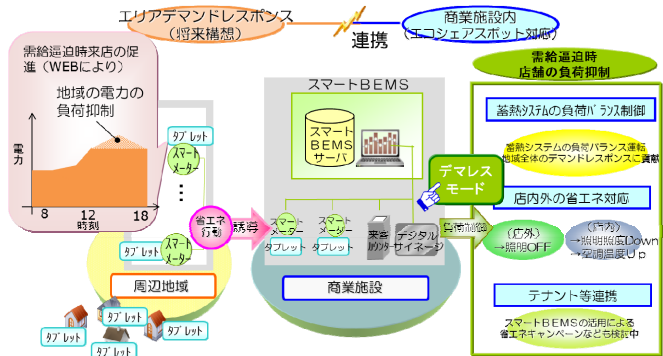 エリアデマンドレスポンス
（将来構想）
連携
商業施設内
（エコシェアスポット対応）
需給逼迫時来店の促
進（WEBにより）
地域の電力の
負荷抑制
電力
8
12
18
時刻
タブレット
スマート
メーター
タブレット
スマート
メーター
周辺地域
タブレット
タブレット
タブレット
タブレット
省エネ
行動
誘導
スマートBEMS
スマート
BEMS
サーバ
スマート
メーター
タブレット
スマート
メーター
タブレット
来客
カウンター
デジタル
サイネージ
商業施設
デマレス
モード
負荷制御
需給逼迫時
店舗の負荷抑制
蓄熱システムの負荷バランス制御
蓄熱システムの負荷バランス運転
地域全体のデマンドレスポンスに貢献
店内外の省エネ対応
（店外）
→照明OFF
（店内）
→照明照度Down
→空調温度Up
テナント等連携
スマートBEMSの活用による
省エネキャンペーンなども検討中